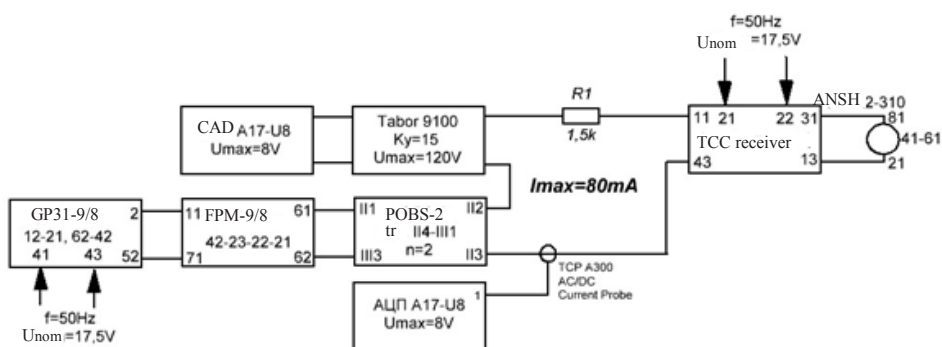 f=50Hz
Unom =17,5V
R1
1,5k
CAD A17-U8
Umax=8V
Tabor 9100
Ky=15
Umax=120V
11 21 22 31
TCC receiver
43 13
ANSH 2-310
81
41-61
21
Imax=80mA
GP31-9/8 2
12-21, 62-42
41 43 52
11 FPM-9/8 61
42-23-22-21
71 62
II1 POBS-2 II2
tr II4-III1
n=2
III3 II3
TCP A300
AC/DC
Current Probe
АЦП А17-U8 1
Umax=8V
f=50Hz
Unom=17,5V